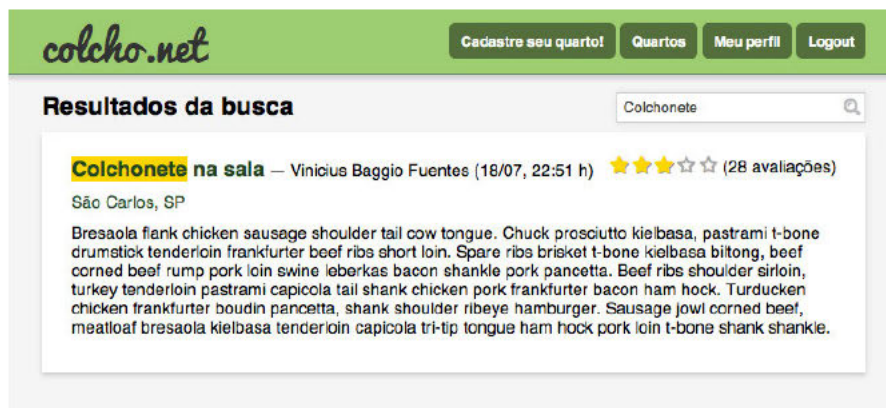 colcho.net
Cadastre seu quarto! Quartos Meu perfil Logout
Resultados da busca
Colchonete
Colchonete na sala — Vinicius Baggio Fuentes (18/07, 22:51 h) (28 avaliações)
São Carlos, SP
Bresaola flank chicken sausage shoulder tail cow tongue. Chuck prosciutto kielbasa, pastrami t-bone
drumstick tenderloin frankfurter beef ribs short loin. Spare ribs brisket t-bone kielbasa biltong, beef
corned beef rump pork loin swine leberkas bacon shankle pork pancetta. Beef ribs shoulder sirloin,
turkey tenderloin pastrami capicola tail shank chicken pork frankfurter bacon ham hock. Turducken
chicken frankfurter boudin pancetta, shank shoulder ribeye hamburger. Sausage jowl corned beef,
meatloaf bresaola kielbasa tenderloin capicola tri-tip tongue ham hock pork loin t-bone shank shankle.